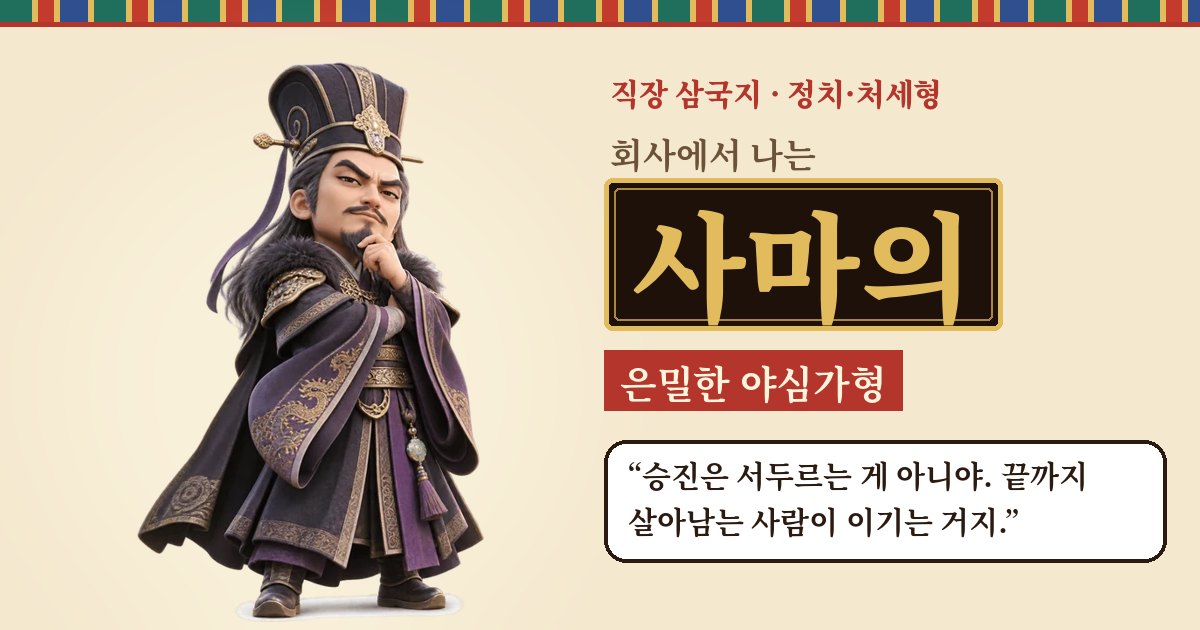 직장 삼국지 · 정치·처세형
회사에서 나는
사마의
은밀한 야심가형
“승진은 서두르는 게 아니야. 끝까지
살아남는 사람이 이기는 거지.”